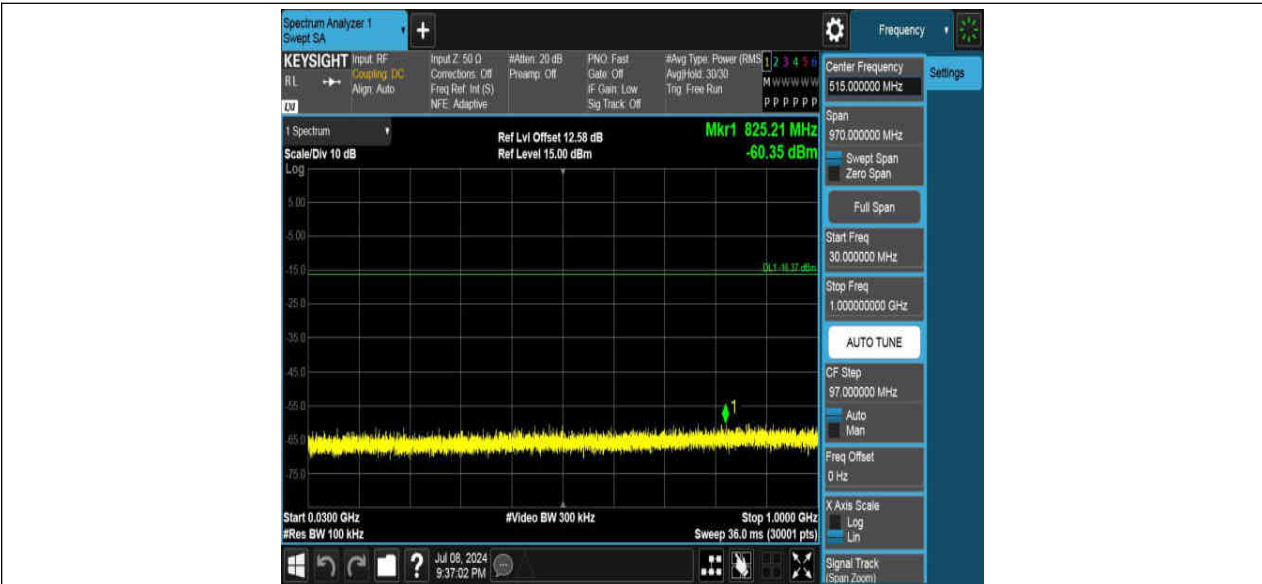 Spectrum Analyzer 1
Swept SA
Frequency
KEYSIGHT
RL
LXI
Input: RF
Coupling: DC
Align: Auto
Input Z: 50 Ω
Corrections: Off
Freq Ref: Int (S)
NFE: Adaptive
#Atten: 20 dB
Preamp: Off
PNO: Fast
Gate: Off
IF Gain: Low
Sig Track: Off
#Avg Type: Power (RMS
Avg|Hold: 30/30
Trig: Free Run
1 2 3 4 5 6
M W W W W W
P P P P P P
1 Spectrum
Scale/Div 10 dB
Log
Ref Lvl Offset 12.58 dB
Ref Level 15.00 dBm
Mkr1 825.21 MHz
-60.35 dBm
5.00
-5.00
-15.0
DL1 -16.37 dBm
-25.0
-35.0
-45.0
-55.0
1
-65.0
-75.0
Start 0.0300 GHz
#Res BW 100 kHz
#Video BW 300 kHz
Stop 1.0000 GHz
Sweep 36.0 ms (30001 pts)
Jul 08, 2024
9:37:02 PM
Center Frequency
515.000000 MHz
Span
970.000000 MHz
Swept Span
Zero Span
Full Span
Start Freq
30.000000 MHz
Stop Freq
1.000000000 GHz
AUTO TUNE
CF Step
97.000000 MHz
Auto
Man
Freq Offset
0 Hz
X Axis Scale
Log
Lin
Signal Track
(Span Zoom)
Settings